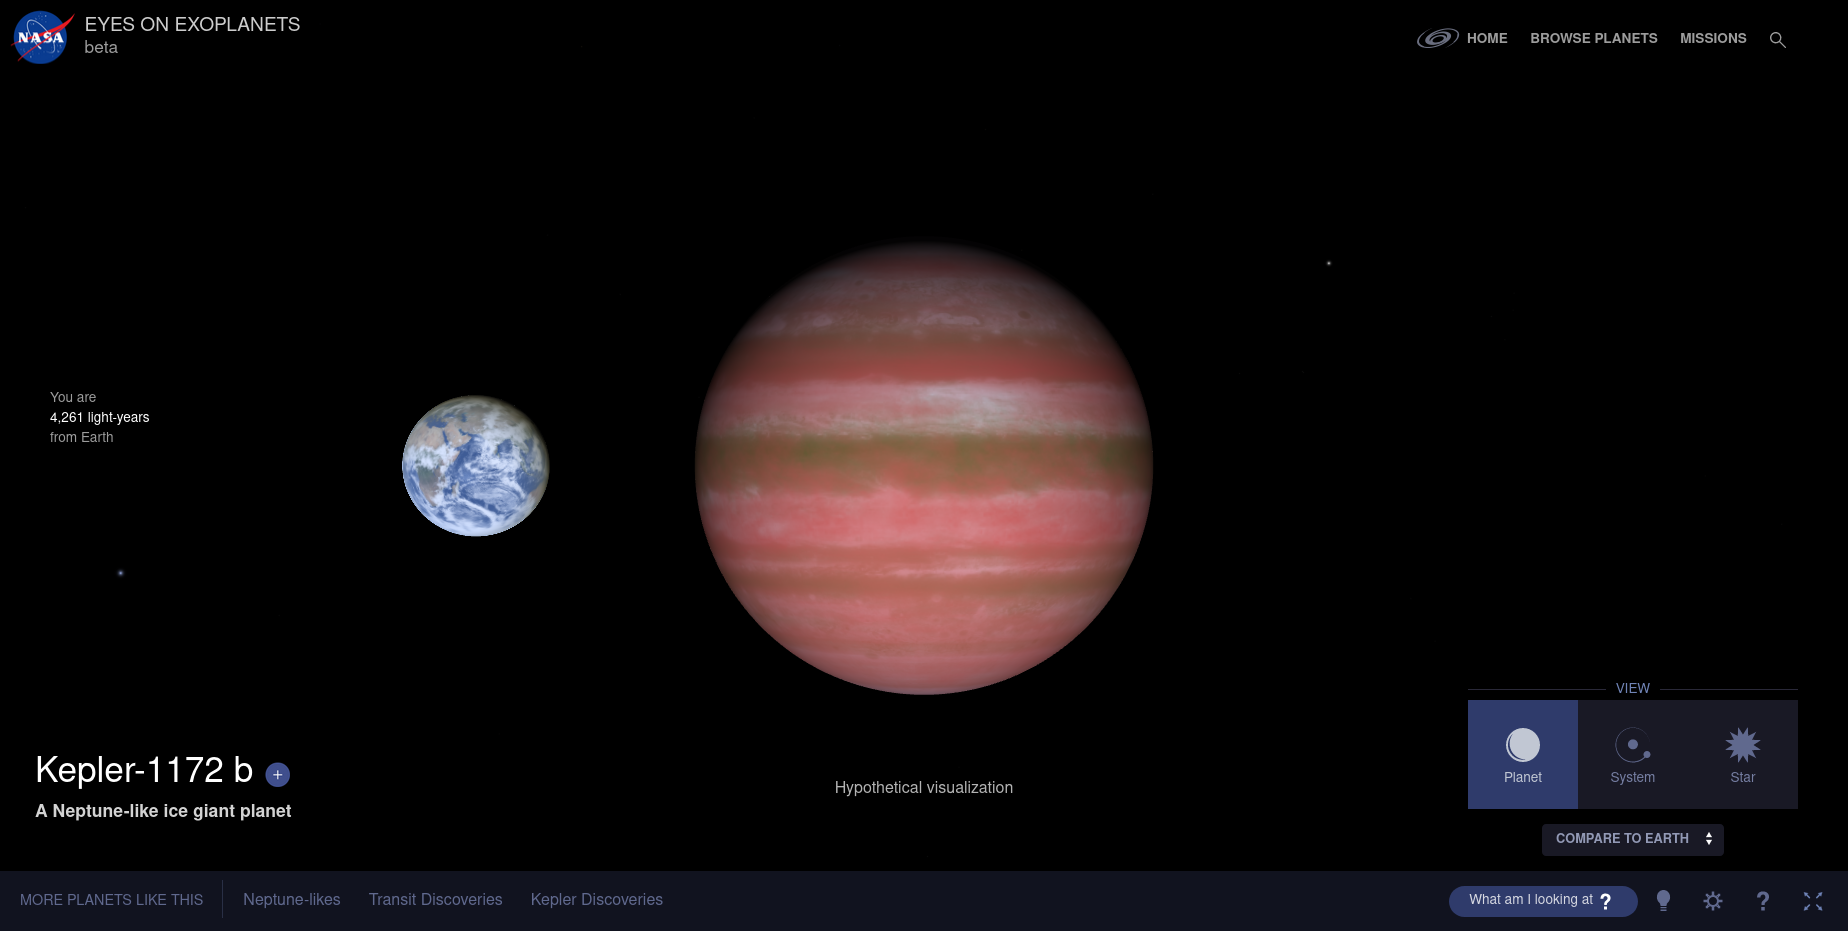 NASA
EYES ON EXOPLANETS
beta
HOME
BROWSE PLANETS
MISSIONS
You are
4,261 light-years
from Earth
Kepler-1172 b +
A Neptune-like ice giant planet
Hypothetical visualization
VIEW
Planet
System
Star
COMPARE TO EARTH
MORE PLANETS LIKE THIS
Neptune-likes
Transit Discoveries
Kepler Discoveries
What am I looking at ?
?